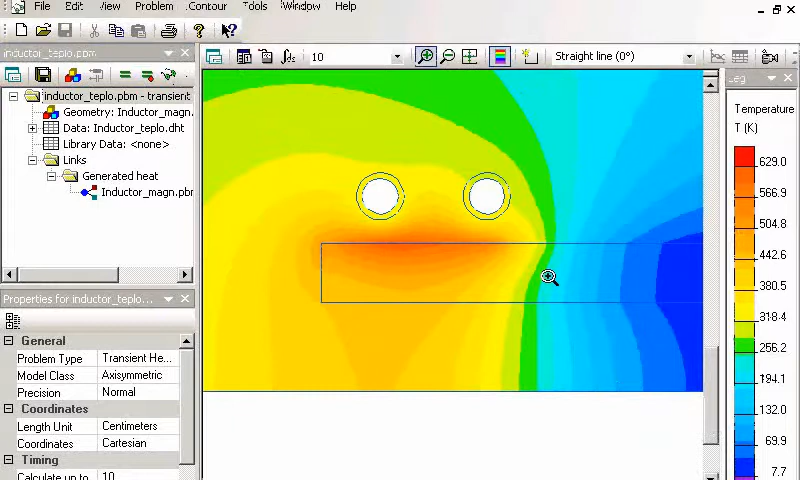 File Edit View Problem Contour Tools Window Help
inductor_teplo.pbm
10
Straight line (0°)
inductor_teplo.pbm - transient
Geometry: Inductor_magn.
Data: Inductor_teplo.dht
Library Data: <none>
Links
Generated heat
Inductor_magn.pbm
Properties for inductor_teplo...
General
Problem Type Transient He...
Model Class Axisymmetric
Precision Normal
Coordinates
Length Unit Centimeters
Coordinates Cartesian
Timing
Calculate up to 10
Leg
Temperature
T (K)
629.0
566.9
504.8
442.6
380.5
318.4
256.2
194.1
132.0
69.9
7.7